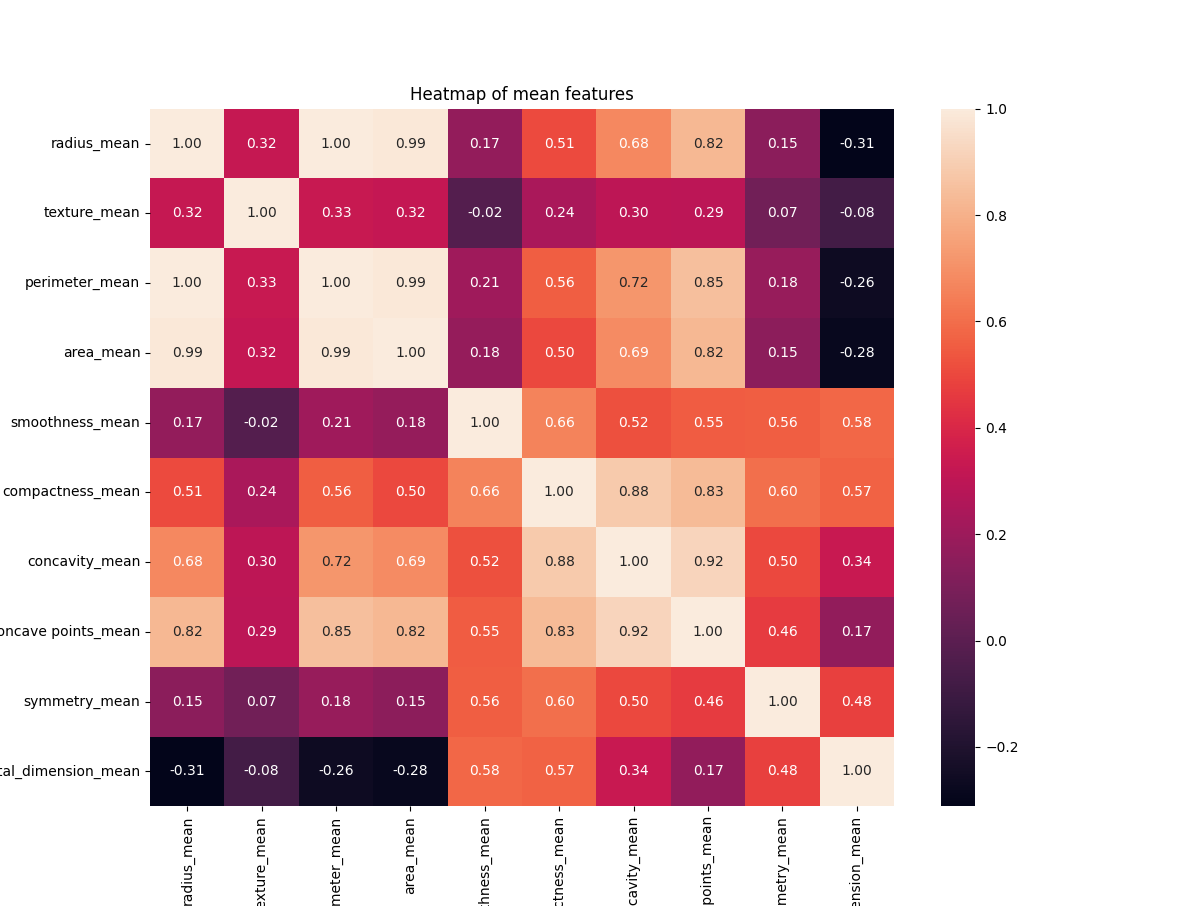 Heatmap of mean features
radius_mean 1.00 0.32 1.00 0.99 0.17 0.51 0.68 0.82 0.15 -0.31
texture_mean 0.32 1.00 0.33 0.32 -0.02 0.24 0.30 0.29 0.07 -0.08
perimeter_mean 1.00 0.33 1.00 0.99 0.21 0.56 0.72 0.85 0.18 -0.26
area_mean 0.99 0.32 0.99 1.00 0.18 0.50 0.69 0.82 0.15 -0.28
smoothness_mean 0.17 -0.02 0.21 0.18 1.00 0.66 0.52 0.55 0.56 0.58
compactness_mean 0.51 0.24 0.56 0.50 0.66 1.00 0.88 0.83 0.60 0.57
concavity_mean 0.68 0.30 0.72 0.69 0.52 0.88 1.00 0.92 0.50 0.34
oncave points_mean 0.82 0.29 0.85 0.82 0.55 0.83 0.92 1.00 0.46 0.17
symmetry_mean 0.15 0.07 0.18 0.15 0.56 0.60 0.50 0.46 1.00 0.48
tal_dimension_mean -0.31 -0.08 -0.26 -0.28 0.58 0.57 0.34 0.17 0.48 1.00
radius_mean
exture_mean
meter_mean
area_mean
thness_mean
ctness_mean
cavity_mean
points_mean
metry_mean
ension_mean
1.0
0.8
0.6
0.4
0.2
0.0
−0.2